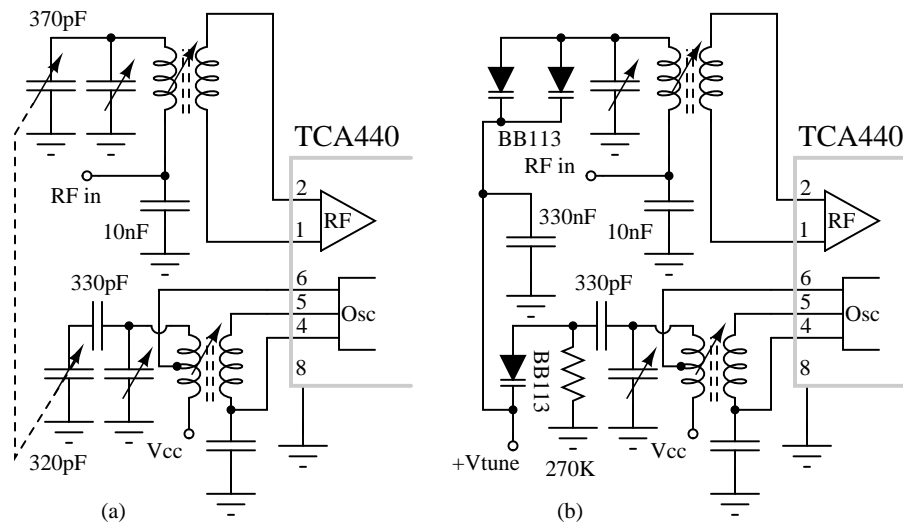 370pF
TCA440
RF in
2
10nF
1
RF
330pF
6
5
Osc
4
8
320pF
Vcc
(a)
BB113
TCA440
RF in
2
330nF
10nF
1
RF
330pF
6
5
Osc
4
BB113
8
+Vtune
270K
Vcc
(b)